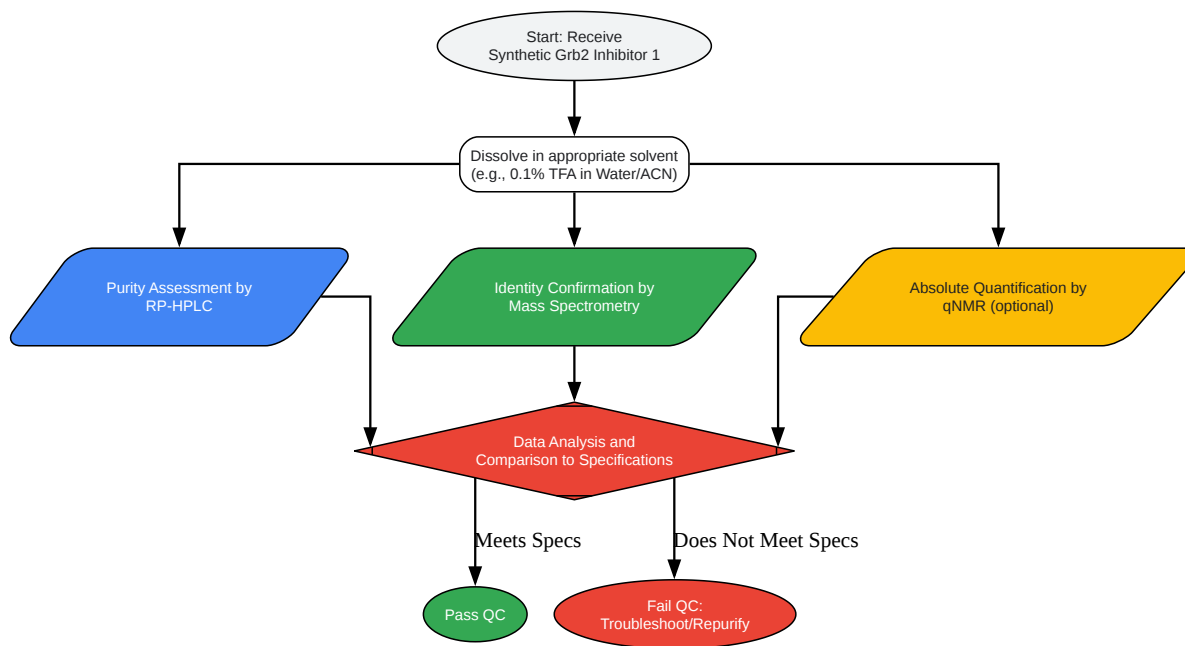 Start: Receive
Synthetic Grb2 Inhibitor 1
Dissolve in appropriate solvent
(e.g., 0.1% TFA in Water/ACN)
Purity Assessment by
RP-HPLC
Identity Confirmation by
Mass Spectrometry
Absolute Quantification by
qNMR (optional)
Data Analysis and
Comparison to Specifications
Meets Specs
Does Not Meet Specs
Pass QC
Fail QC:
Troubleshoot/Repurify